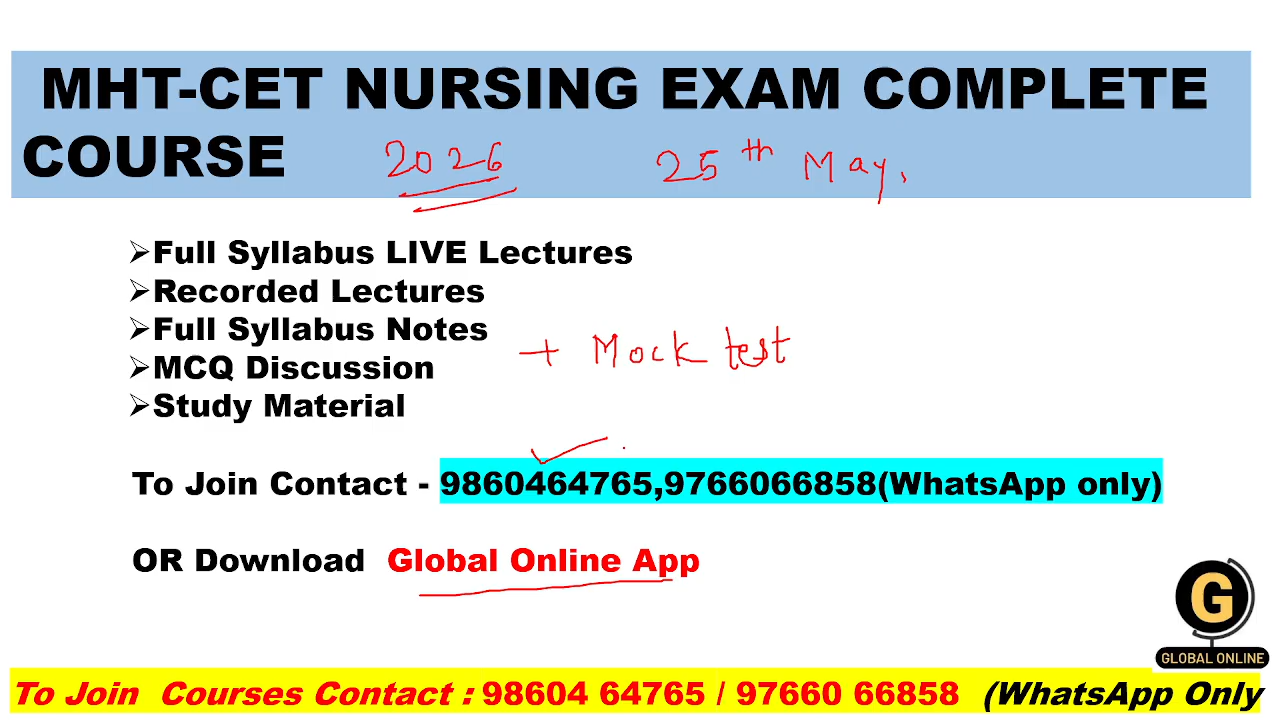 MHT-CET NURSING EXAM COMPLETE
COURSE 2026 25th May,
➢Full Syllabus LIVE Lectures
➢Recorded Lectures
➢Full Syllabus Notes
+ Mock test
➢MCQ Discussion
➢Study Material
To Join Contact - 9860464765,9766066858(WhatsApp only)
OR Download Global Online App
G
GLOBAL ONLINE
To Join Courses Contact : 98604 64765 / 97660 66858 (WhatsApp Only